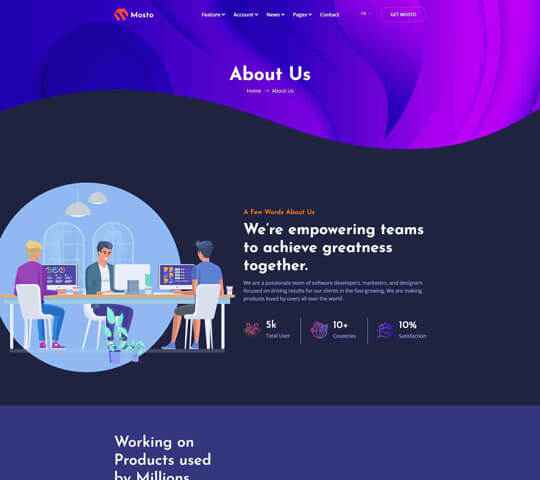 Mosto
Feature Account News Pages Contact
GET MOSTO
About Us
Home → About Us
A Few Words About Us
We're empowering teams
to achieve greatness
together.
We are a passionate team of software developers, marketers, and designers
focused on driving results for our clients in the fast growing. We are making
products loved by users all over the world.
5k
Total User
10+
Countries
10%
Satisfaction
Working on
Products used
by Millions